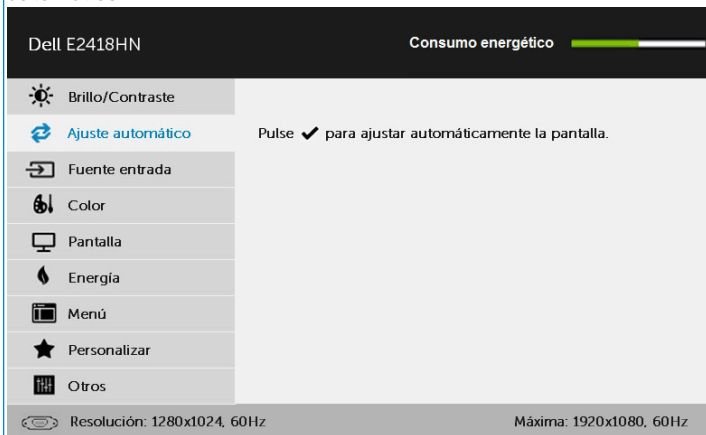 Dell E2418HN
Consumo energético
Brillo/Contraste
Ajuste automático
Pulse ✔ para ajustar automáticamente la pantalla.
Fuente entrada
Color
Pantalla
Energía
Menú
Personalizar
Otros
Resolución: 1280x1024, 60Hz
Máxima: 1920x1080, 60Hz